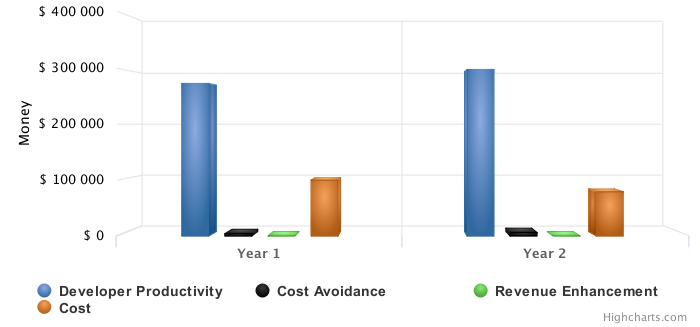 $ 400 000
$ 300 000
$ 200 000
$ 100 000
$ 0
Money
Year 1
Year 2
Developer Productivity
Cost Avoidance
Revenue Enhancement
Cost
Highcharts.com